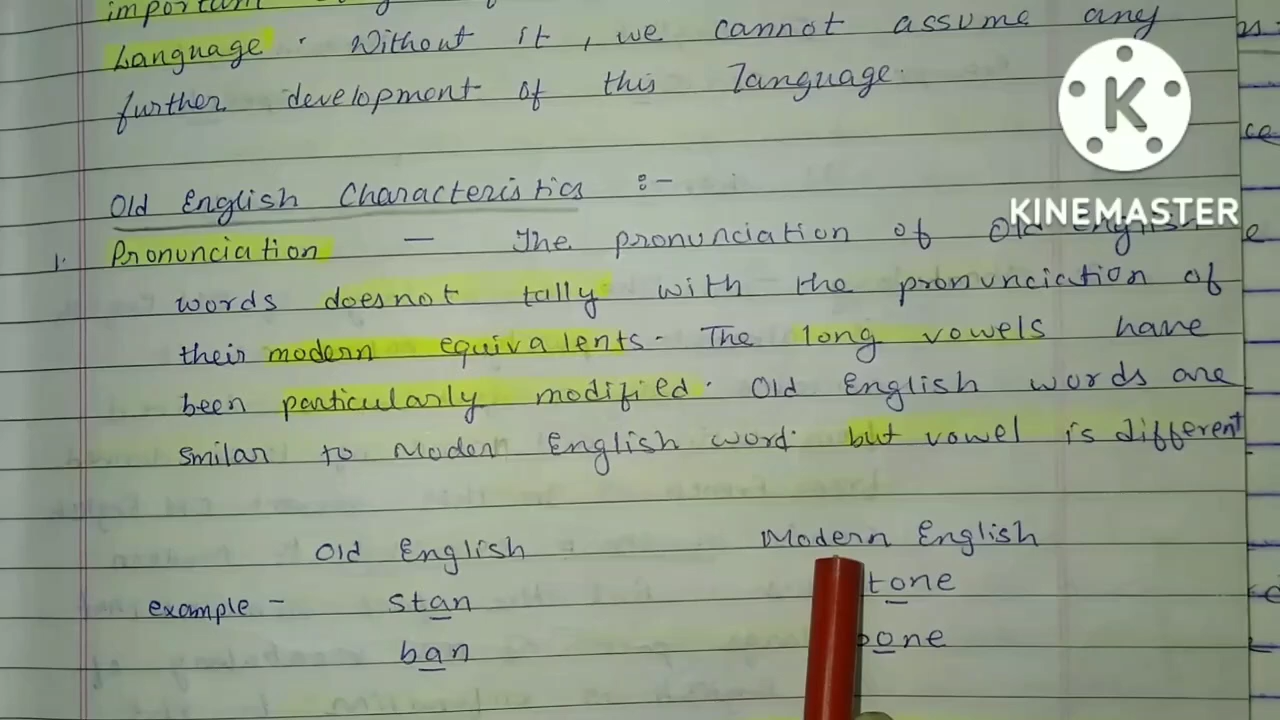 important
Language. Without it, we cannot assume any
further development of this language.
Old English Characteristics :-
1. Pronunciation — The pronunciation of Old English
words doesnot tally with the pronunciation of
their modern equivalents. The long vowels have
been particularly modified. Old English words are
Smilar to Moden English word. but vowel is different
Old English Modern English
example - stan tone
ban one
K
KINEMASTER